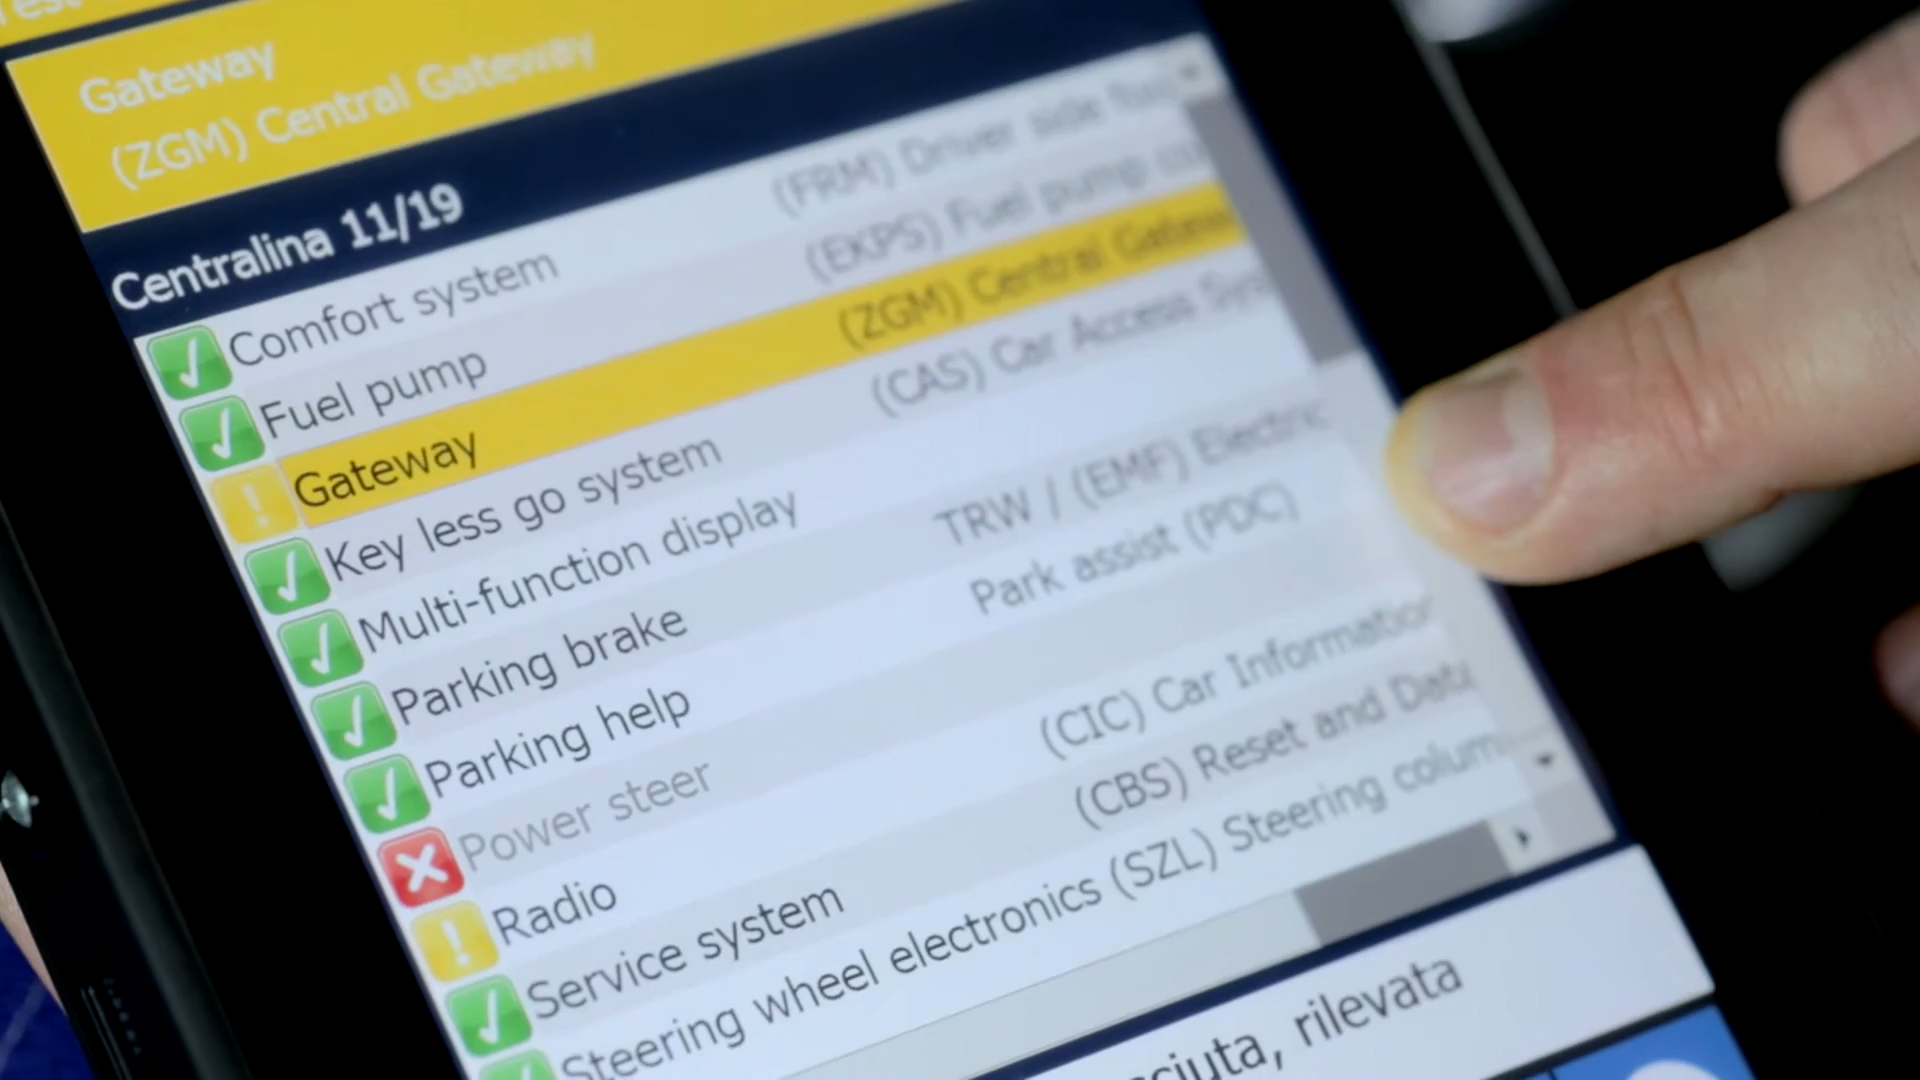 Gateway
(ZGM) Central Gateway
Centralina 11/19
Comfort system (FRM) Driver side
Fuel pump (EKPS) Fuel pump
Gateway (ZGM) Central
Key less go system (CAS) Car Access
Multi-function display
Parking brake TRW / (EMF)
Parking help Park assist (PDC)
Power steer
Radio (CIC) Car Information
Service system (CBS) Reset and
Steering wheel electronics (SZL) Steering
rilevata